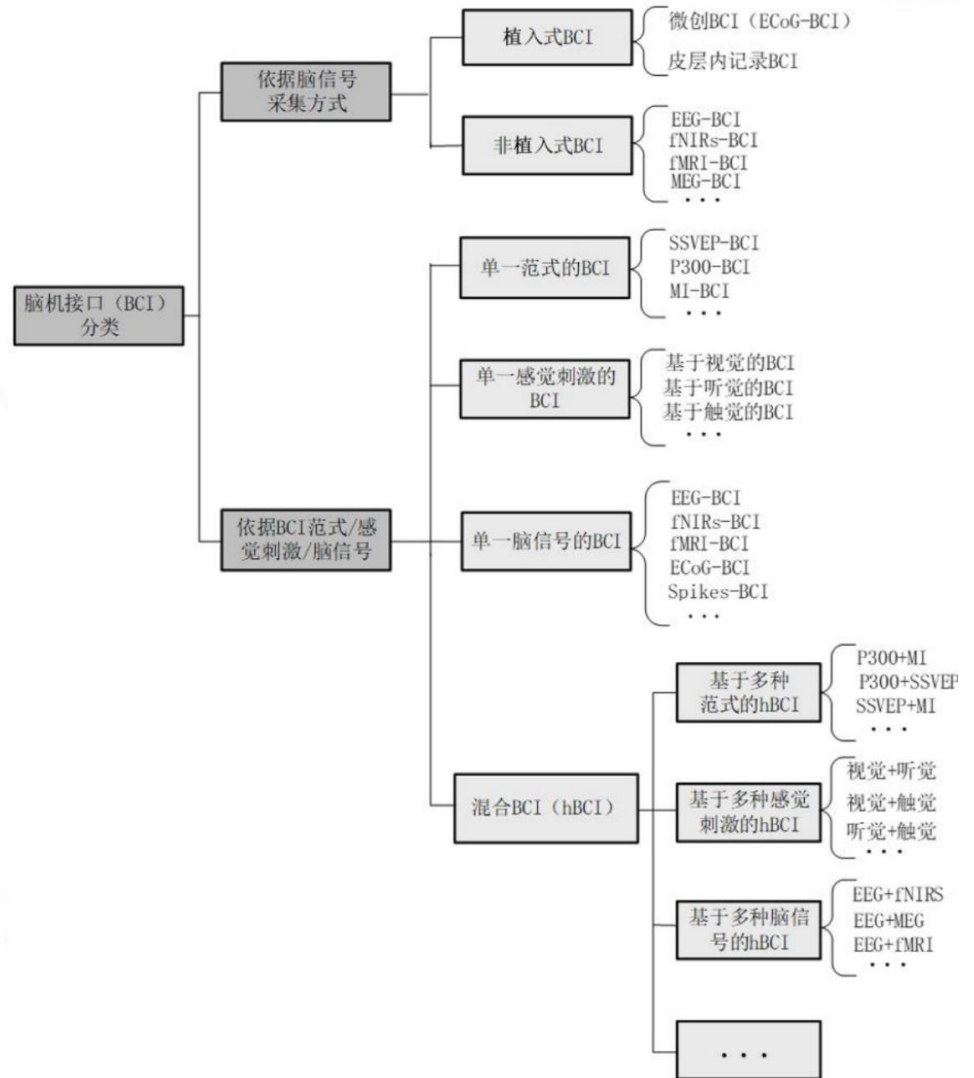 脑机接口（BCI）
分类
依据脑信号
采集方式
植入式BCI
微创BCI（ECoG-BCI）
皮层内记录BCI
非植入式BCI
EEG-BCI
fNIRs-BCI
fMRI-BCI
MEG-BCI
...
依据BCI范式/感
觉刺激/脑信号
单一范式的BCI
SSVEP-BCI
P300-BCI
MI-BCI
...
单一感觉刺激的
BCI
基于视觉的BCI
基于听觉的BCI
基于触觉的BCI
...
单一脑信号的BCI
EEG-BCI
fNIRs-BCI
fMRI-BCI
ECoG-BCI
Spikes-BCI
...
混合BCI（hBCI）
基于多种
范式的hBCI
P300+MI
P300+SSVEP
SSVEP+MI
...
基于多种感觉
刺激的hBCI
视觉+听觉
视觉+触觉
听觉+触觉
...
基于多种脑信
号的hBCI
EEG+fNIRS
EEG+MEG
EEG+fMRI
...
...